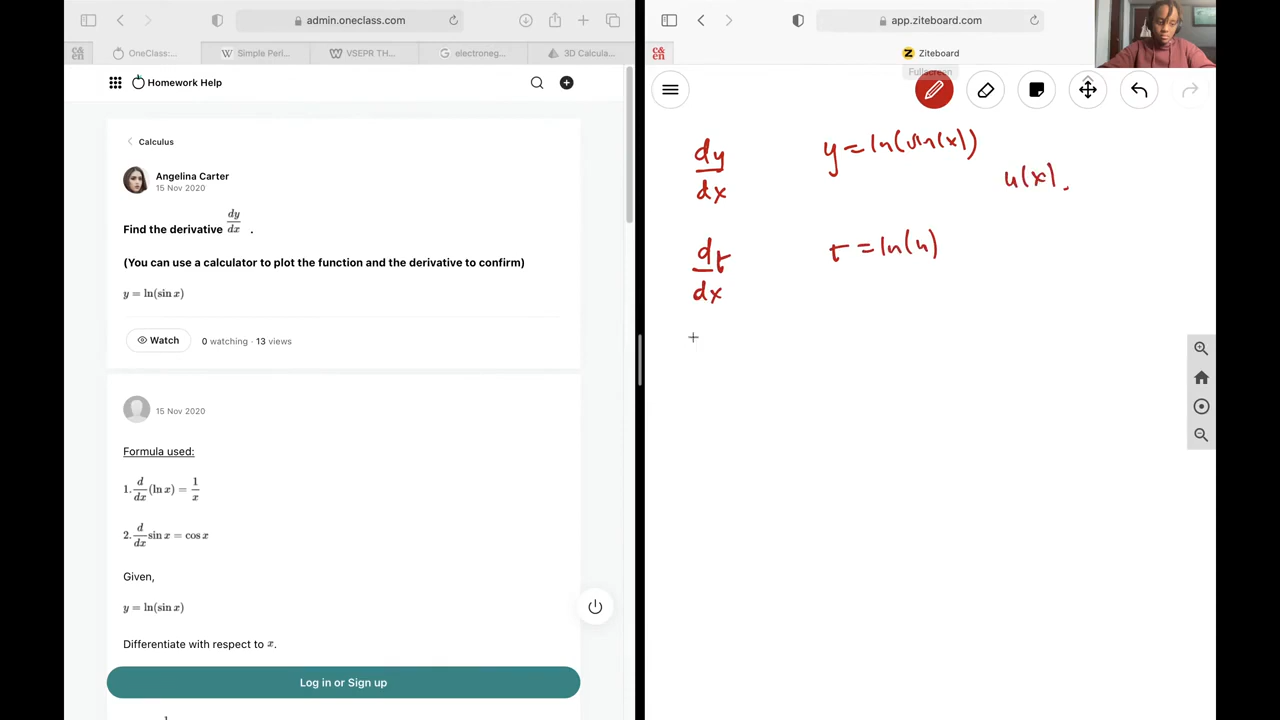 admin.oneclass.com
OneClass:...
Simple Peri...
VSEPR TH...
electroneg...
3D Calcula...
Homework Help
Calculus
Angelina Carter
15 Nov 2020
Find the derivative dy/dx .
(You can use a calculator to plot the function and the derivative to confirm)
y = ln(sin x)
Watch
0 watching · 13 views
15 Nov 2020
Formula used:
1. d/dx (ln x) = 1/x
2. d/dx sin x = cos x
Given,
y = ln(sin x)
Differentiate with respect to x.
Log in or Sign up
app.ziteboard.com
c&en
c&en
Ziteboard
Fullscreen
dy/dx y = ln(sin(x))
u(x).
dt/dx t = ln(u)